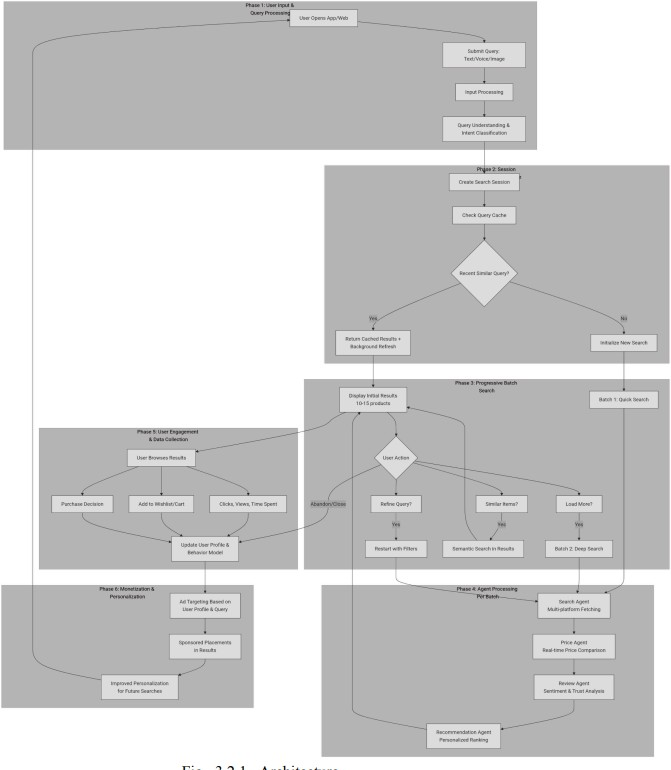 Phase 1: User Input &
Query Processing
User Opens App/Web
Submit Query:
Text/Voice/Image
Input Processing
Query Understanding &
Intent Classification
Phase 2: Session
Create Search Session
Check Query Cache
Recent Similar Query?
Yes
No
Return Cached Results +
Background Refresh
Initialize New Search
Phase 3: Progressive Batch
Search
Display Initial Results
10-15 products
Batch 1: Quick Search
User Action
Abandon/Close
Refine Query?
Similar Items?
Load More?
Yes
Yes
Yes
Restart with Filters
Semantic Search in Results
Batch 2: Deep Search
Phase 5: User Engagement
& Data Collection
User Browses Results
Purchase Decision
Add to Wishlist/Cart
Clicks, Views, Time Spent
Update User Profile &
Behavior Model
Phase 6: Monetization &
Personalization
Ad Targeting Based on
User Profile & Query
Sponsored Placements
in Results
Improved Personalization
for Future Searches
Phase 4: Agent Processing
Per Batch
Search Agent
Multi-platform Fetching
Price Agent
Real-time Price Comparison
Review Agent
Sentiment & Trust Analysis
Recommendation Agent
Personalized Ranking
Fig. 3.2.1 Architecture